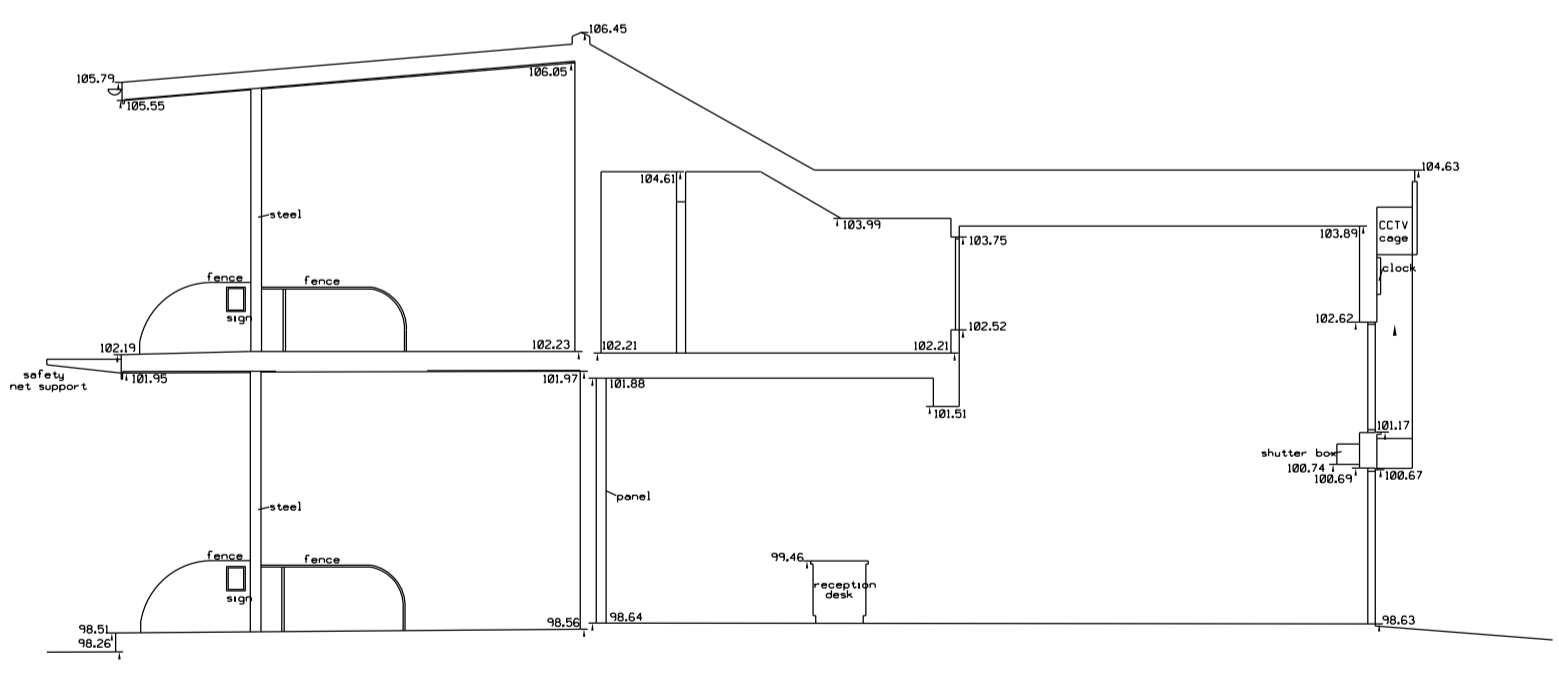 106.45
105.79
106.05
105.55
104.63
104.61
steel
103.99
103.75
103.89
CCTV
cage
clock
fence
fence
sign
102.62
102.52
102.19
102.23
102.21
102.21
safety
net support
101.95
101.97
101.88
101.51
101.17
shutter box
100.74
100.69
100.67
panel
steel
fence
fence
sign
99.46
reception
desk
98.51
98.56
98.64
98.63
98.26